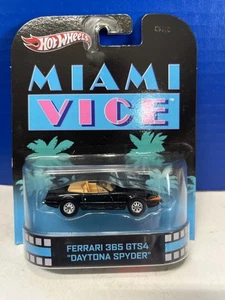 Hot Wheels
MIAMI
VICE
FERRARI 365 GTS4
"DAYTONA SPYDER"